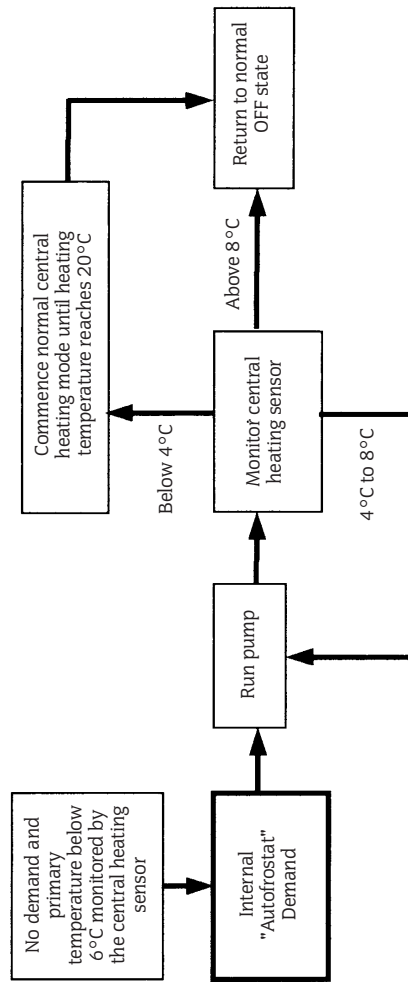 No demand and
primary
temperature below
6°C monitored by
the central heating
sensor
Internal
"Autofrostat"
Demand
Run pump
Monitor central
heating sensor
Below 4°C
Commence normal central
heating mode until heating
temperature reaches 20°C
Above 8°C
Return to normal
OFF state
4°C to 8°C